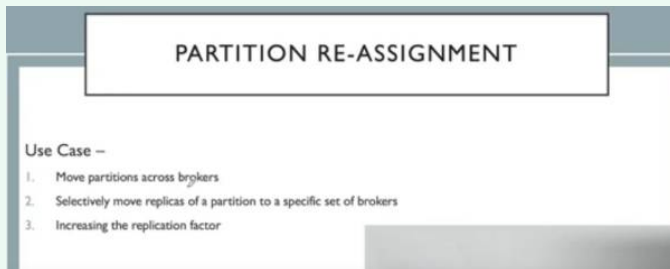 PARTITION RE-ASSIGNMENT
Use Case –
1. Move partitions across brokers
2. Selectively move replicas of a partition to a specific set of brokers
3. Increasing the replication factor